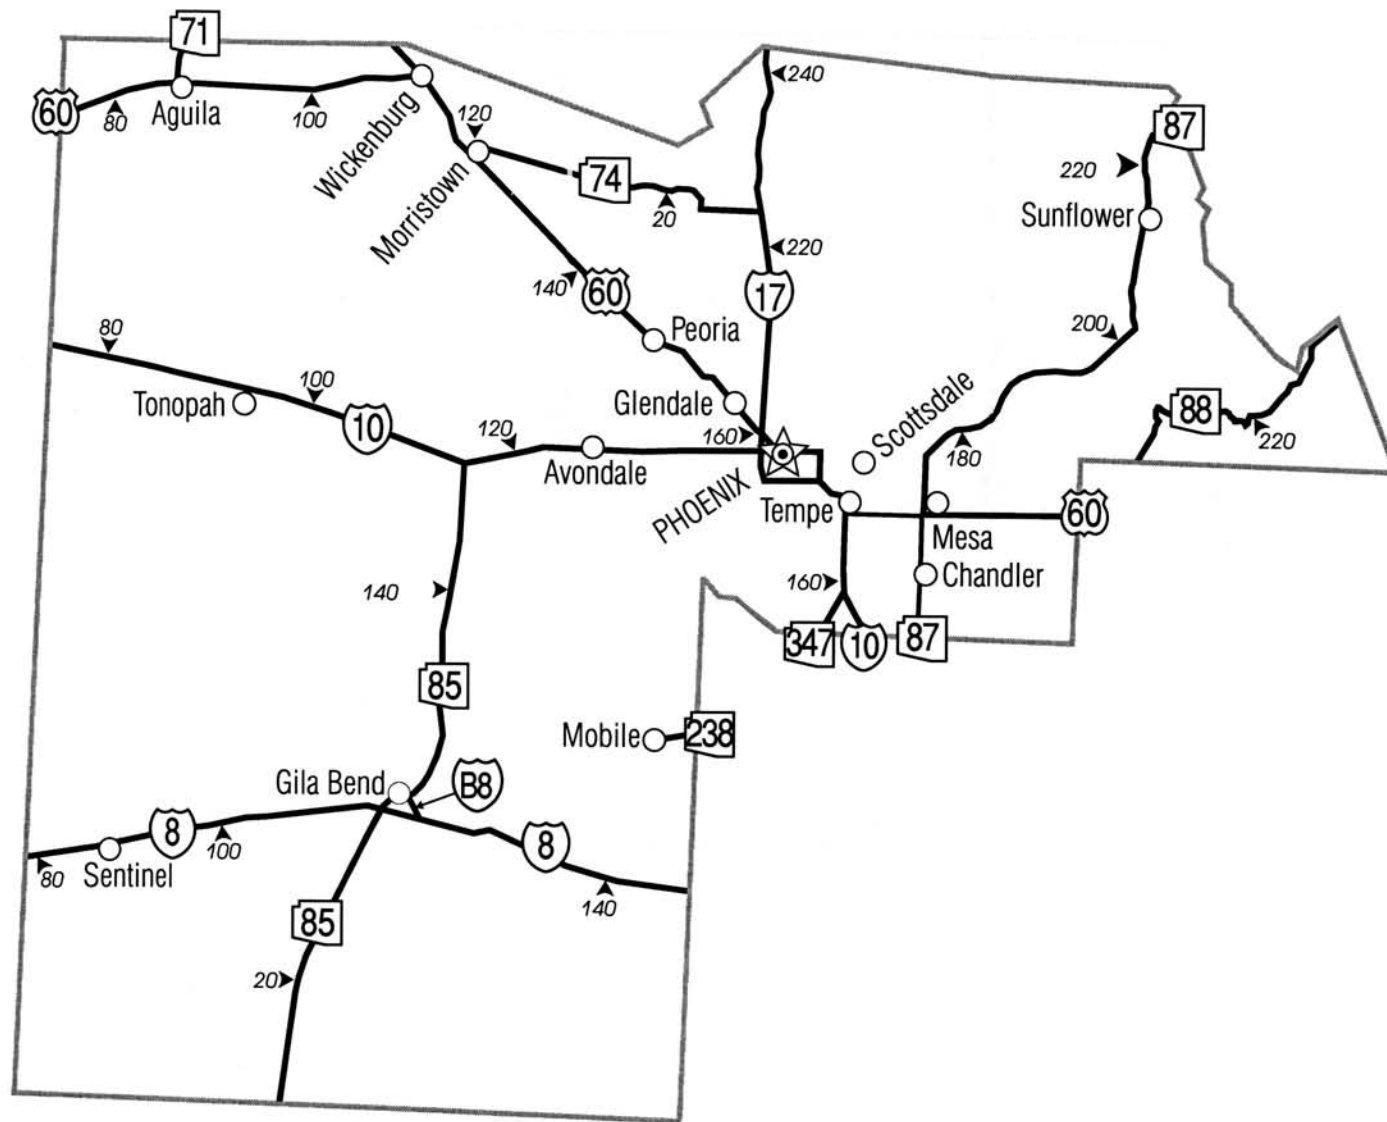 71
60
80
Aguila
100
Wickenburg
120
Morristown
74
20
240
87
220
Sunflower
220
140
60
17
Peoria
200
80
100
Tonopah
10
Glendale
Scottsdale
88
220
120
Avondale
160
180
PHOENIX
Tempe
60
Mesa
Chandler
140
160
347
10
87
85
Mobile
238
Gila Bend
B8
8
100
8
80
Sentinel
140
85
20